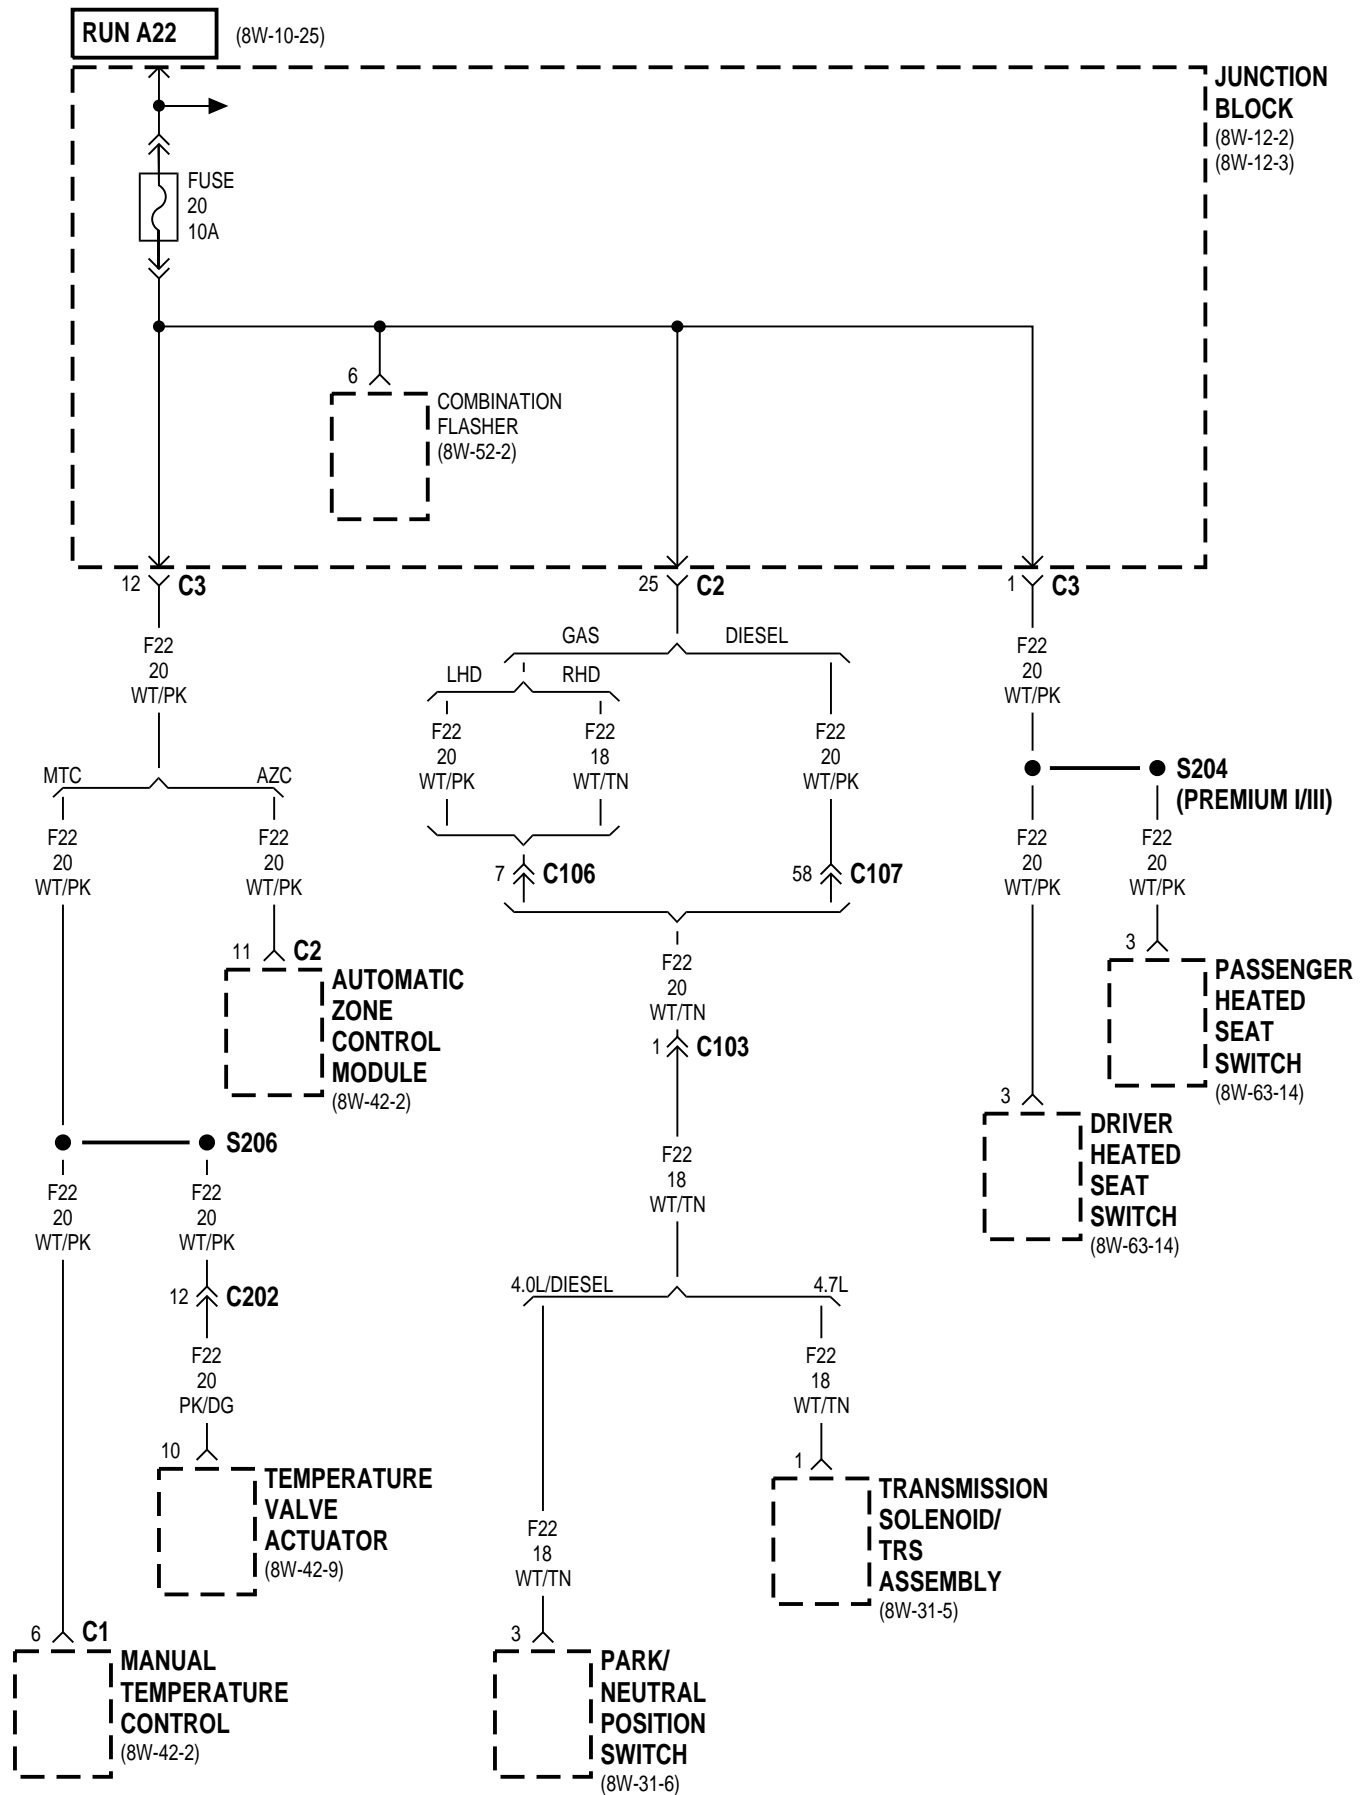 RUN A22 (8W-10-25)
JUNCTION
BLOCK
(8W-12-2)
(8W-12-3)
FUSE
20
10A
6
COMBINATION
FLASHER
(8W-52-2)
12 C3
25 C2
1 C3
F22
20
WT/PK
GAS DIESEL
LHD RHD
F22
20
WT/PK
F22
18
WT/TN
F22
20
WT/PK
F22
20
WT/PK
MTC AZC
F22
20
WT/PK
F22
20
WT/PK
7 C106
58 C107
S204
(PREMIUM I/III)
F22
20
WT/PK
F22
20
WT/PK
11 C2
AUTOMATIC
ZONE
CONTROL
MODULE
(8W-42-2)
F22
20
WT/TN
1 C103
3
PASSENGER
HEATED
SEAT
SWITCH
(8W-63-14)
3
DRIVER
HEATED
SEAT
SWITCH
(8W-63-14)
S206
F22
20
WT/PK
F22
20
WT/PK
F22
18
WT/TN
12 C202
4.0L/DIESEL 4.7L
F22
20
PK/DG
F22
18
WT/TN
10
TEMPERATURE
VALVE
ACTUATOR
(8W-42-9)
1
TRANSMISSION
SOLENOID/
TRS
ASSEMBLY
(8W-31-5)
F22
18
WT/TN
6 C1
MANUAL
TEMPERATURE
CONTROL
(8W-42-2)
3
PARK/
NEUTRAL
POSITION
SWITCH
(8W-31-6)